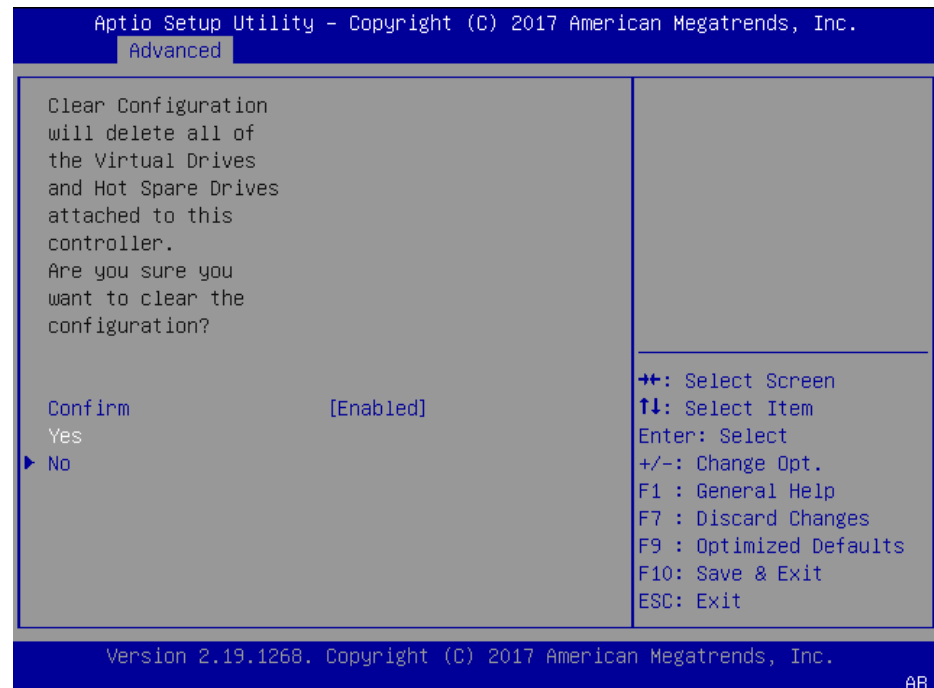 Aptio Setup Utility – Copyright (C) 2017 American Megatrends, Inc.
Advanced
Clear Configuration
will delete all of
the Virtual Drives
and Hot Spare Drives
attached to this
controller.
Are you sure you
want to clear the
configuration?
Confirm [Enabled]
Yes
No
→←: Select Screen
↑↓: Select Item
Enter: Select
+/-: Change Opt.
F1 : General Help
F7 : Discard Changes
F9 : Optimized Defaults
F10: Save & Exit
ESC: Exit
Version 2.19.1268. Copyright (C) 2017 American Megatrends, Inc.
AB